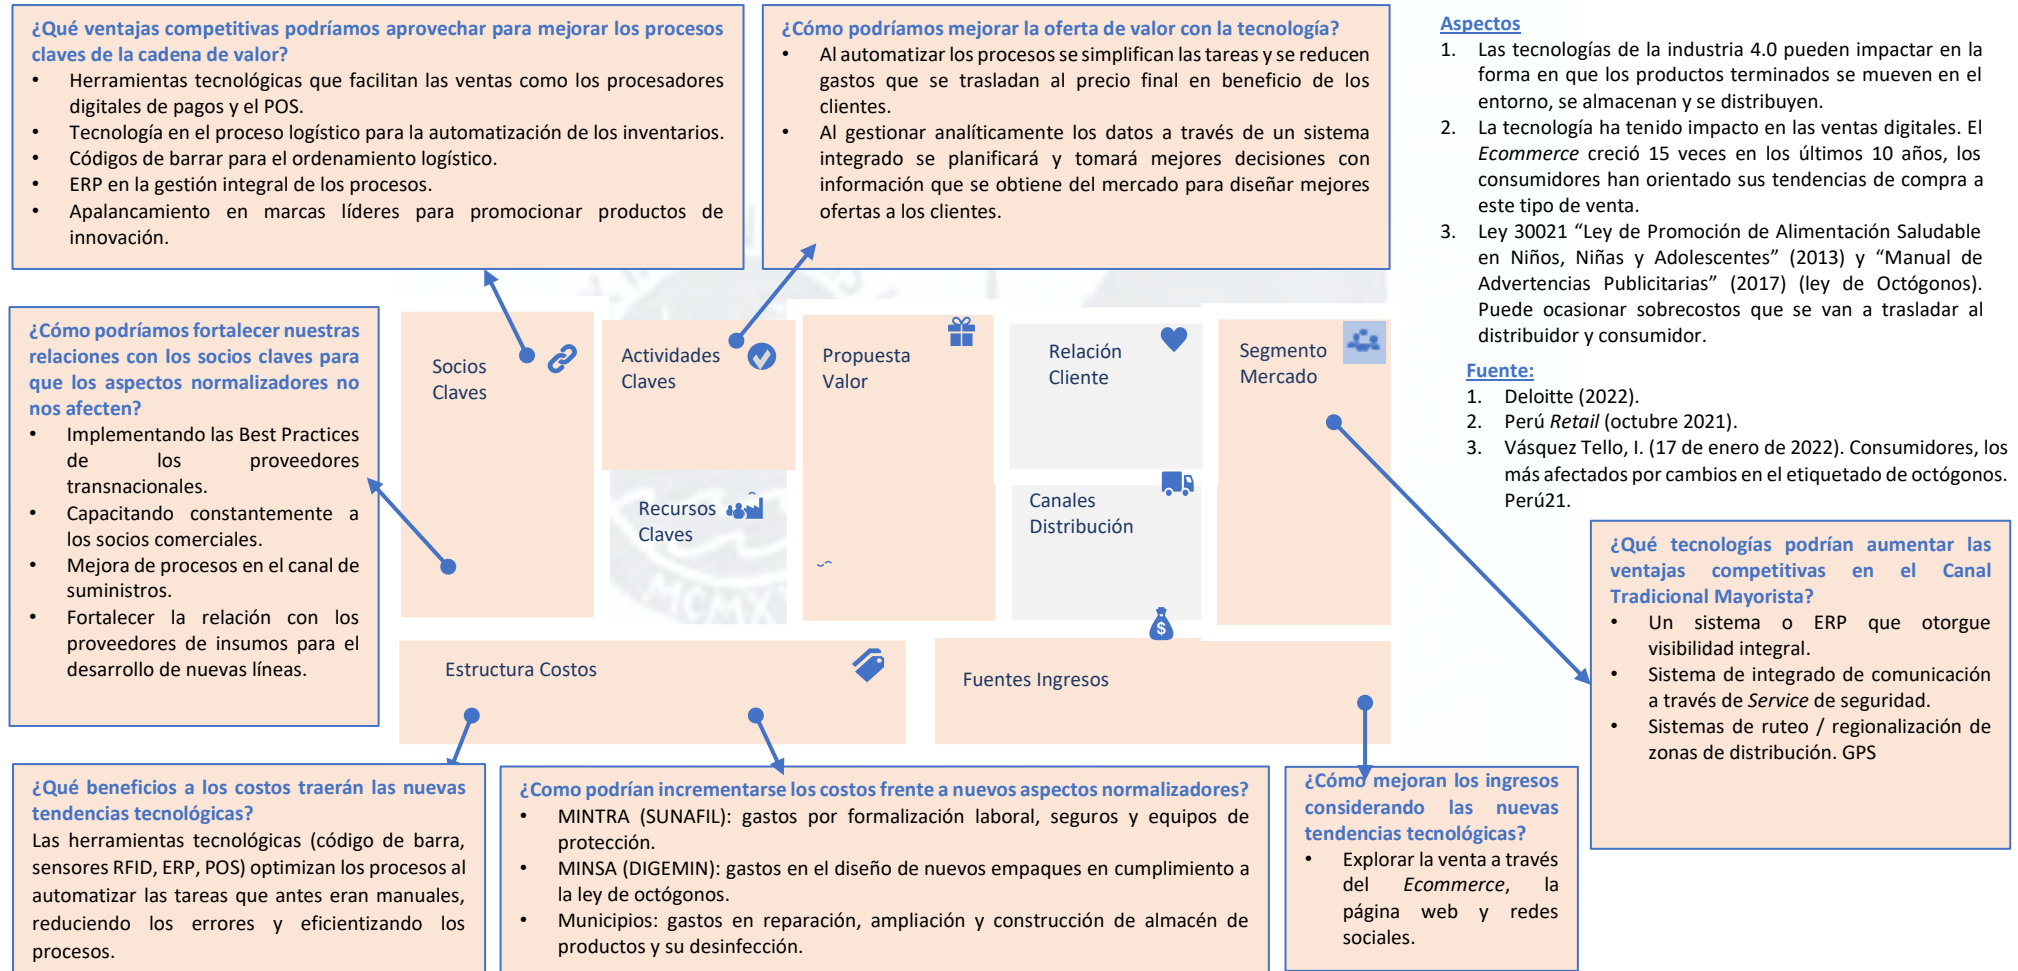 ¿Qué ventajas competitivas podríamos aprovechar para mejorar los procesos
claves de la cadena de valor?
• Herramientas tecnológicas que facilitan las ventas como los procesadores
digitales de pagos y el POS.
• Tecnología en el proceso logístico para la automatización de los inventarios.
• Códigos de barrar para el ordenamiento logístico.
• ERP en la gestión integral de los procesos.
• Apalancamiento en marcas líderes para promocionar productos de
innovación.
¿Cómo podríamos mejorar la oferta de valor con la tecnología?
• Al automatizar los procesos se simplifican las tareas y se reducen
gastos que se trasladan al precio final en beneficio de los
clientes.
• Al gestionar analíticamente los datos a través de un sistema
integrado se planificará y tomará mejores decisiones con
información que se obtiene del mercado para diseñar mejores
ofertas a los clientes.
Aspectos
1. Las tecnologías de la industria 4.0 pueden impactar en la
forma en que los productos terminados se mueven en el
entorno, se almacenan y se distribuyen.
2. La tecnología ha tenido impacto en las ventas digitales. El
Ecommerce creció 15 veces en los últimos 10 años, los
consumidores han orientado sus tendencias de compra a
este tipo de venta.
3. Ley 30021 “Ley de Promoción de Alimentación Saludable
en Niños, Niñas y Adolescentes” (2013) y “Manual de
Advertencias Publicitarias” (2017) (ley de Octógonos).
Puede ocasionar sobrecostos que se van a trasladar al
distribuidor y consumidor.
Fuente:
1. Deloitte (2022).
2. Perú Retail (octubre 2021).
3. Vásquez Tello, I. (17 de enero de 2022). Consumidores, los
más afectados por cambios en el etiquetado de octógonos.
Perú21.
¿Cómo podríamos fortalecer nuestras
relaciones con los socios claves para
que los aspectos normalizadores no
nos afecten?
• Implementando las Best Practices
de los proveedores
transnacionales.
• Capacitando constantemente a
los socios comerciales.
• Mejora de procesos en el canal de
suministros.
• Fortalecer la relación con los
proveedores de insumos para el
desarrollo de nuevas líneas.
Socios
Claves
Actividades
Claves
Recursos
Claves
Propuesta
Valor
Relación
Cliente
Canales
Distribución
Segmento
Mercado
MCMX
Estructura Costos
Fuentes Ingresos
$
¿Qué tecnologías podrían aumentar las
ventajas competitivas en el Canal
Tradicional Mayorista?
• Un sistema o ERP que otorgue
visibilidad integral.
• Sistema de integrado de comunicación
a través de Service de seguridad.
• Sistemas de ruteo / regionalización de
zonas de distribución. GPS
¿Qué beneficios a los costos traerán las nuevas
tendencias tecnológicas?
Las herramientas tecnológicas (código de barra,
sensores RFID, ERP, POS) optimizan los procesos al
automatizar las tareas que antes eran manuales,
reduciendo los errores y eficientizando los
procesos.
¿Como podrían incrementarse los costos frente a nuevos aspectos normalizadores?
• MINTRA (SUNAFIL): gastos por formalización laboral, seguros y equipos de
protección.
• MINSA (DIGEMIN): gastos en el diseño de nuevos empaques en cumplimiento a
la ley de octógonos.
• Municipios: gastos en reparación, ampliación y construcción de almacén de
productos y su desinfección.
¿Cómo mejoran los ingresos
considerando las nuevas
tendencias tecnológicas?
• Explorar la venta a través
del Ecommerce, la
página web y redes
sociales.